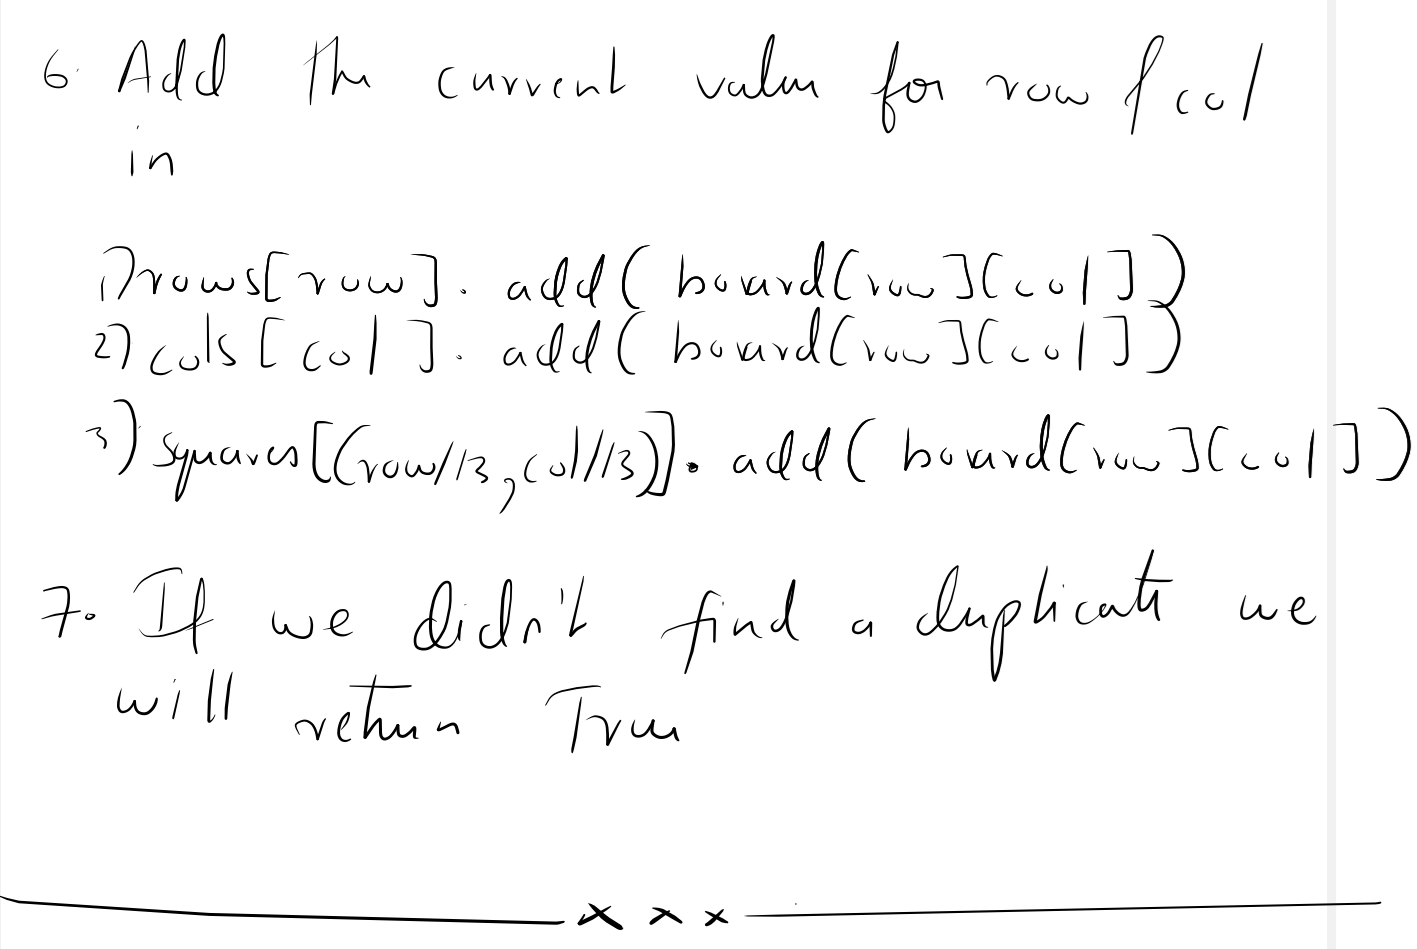 6. Add the current value for row & col
in
1) rows[row]. add( board[row][col])
2) cols[col]. add( board[row][col])
3) squares[(row//3, col//3)]. add( board[row][col])
7. If we didn't find a duplicate we
will return True
x x x